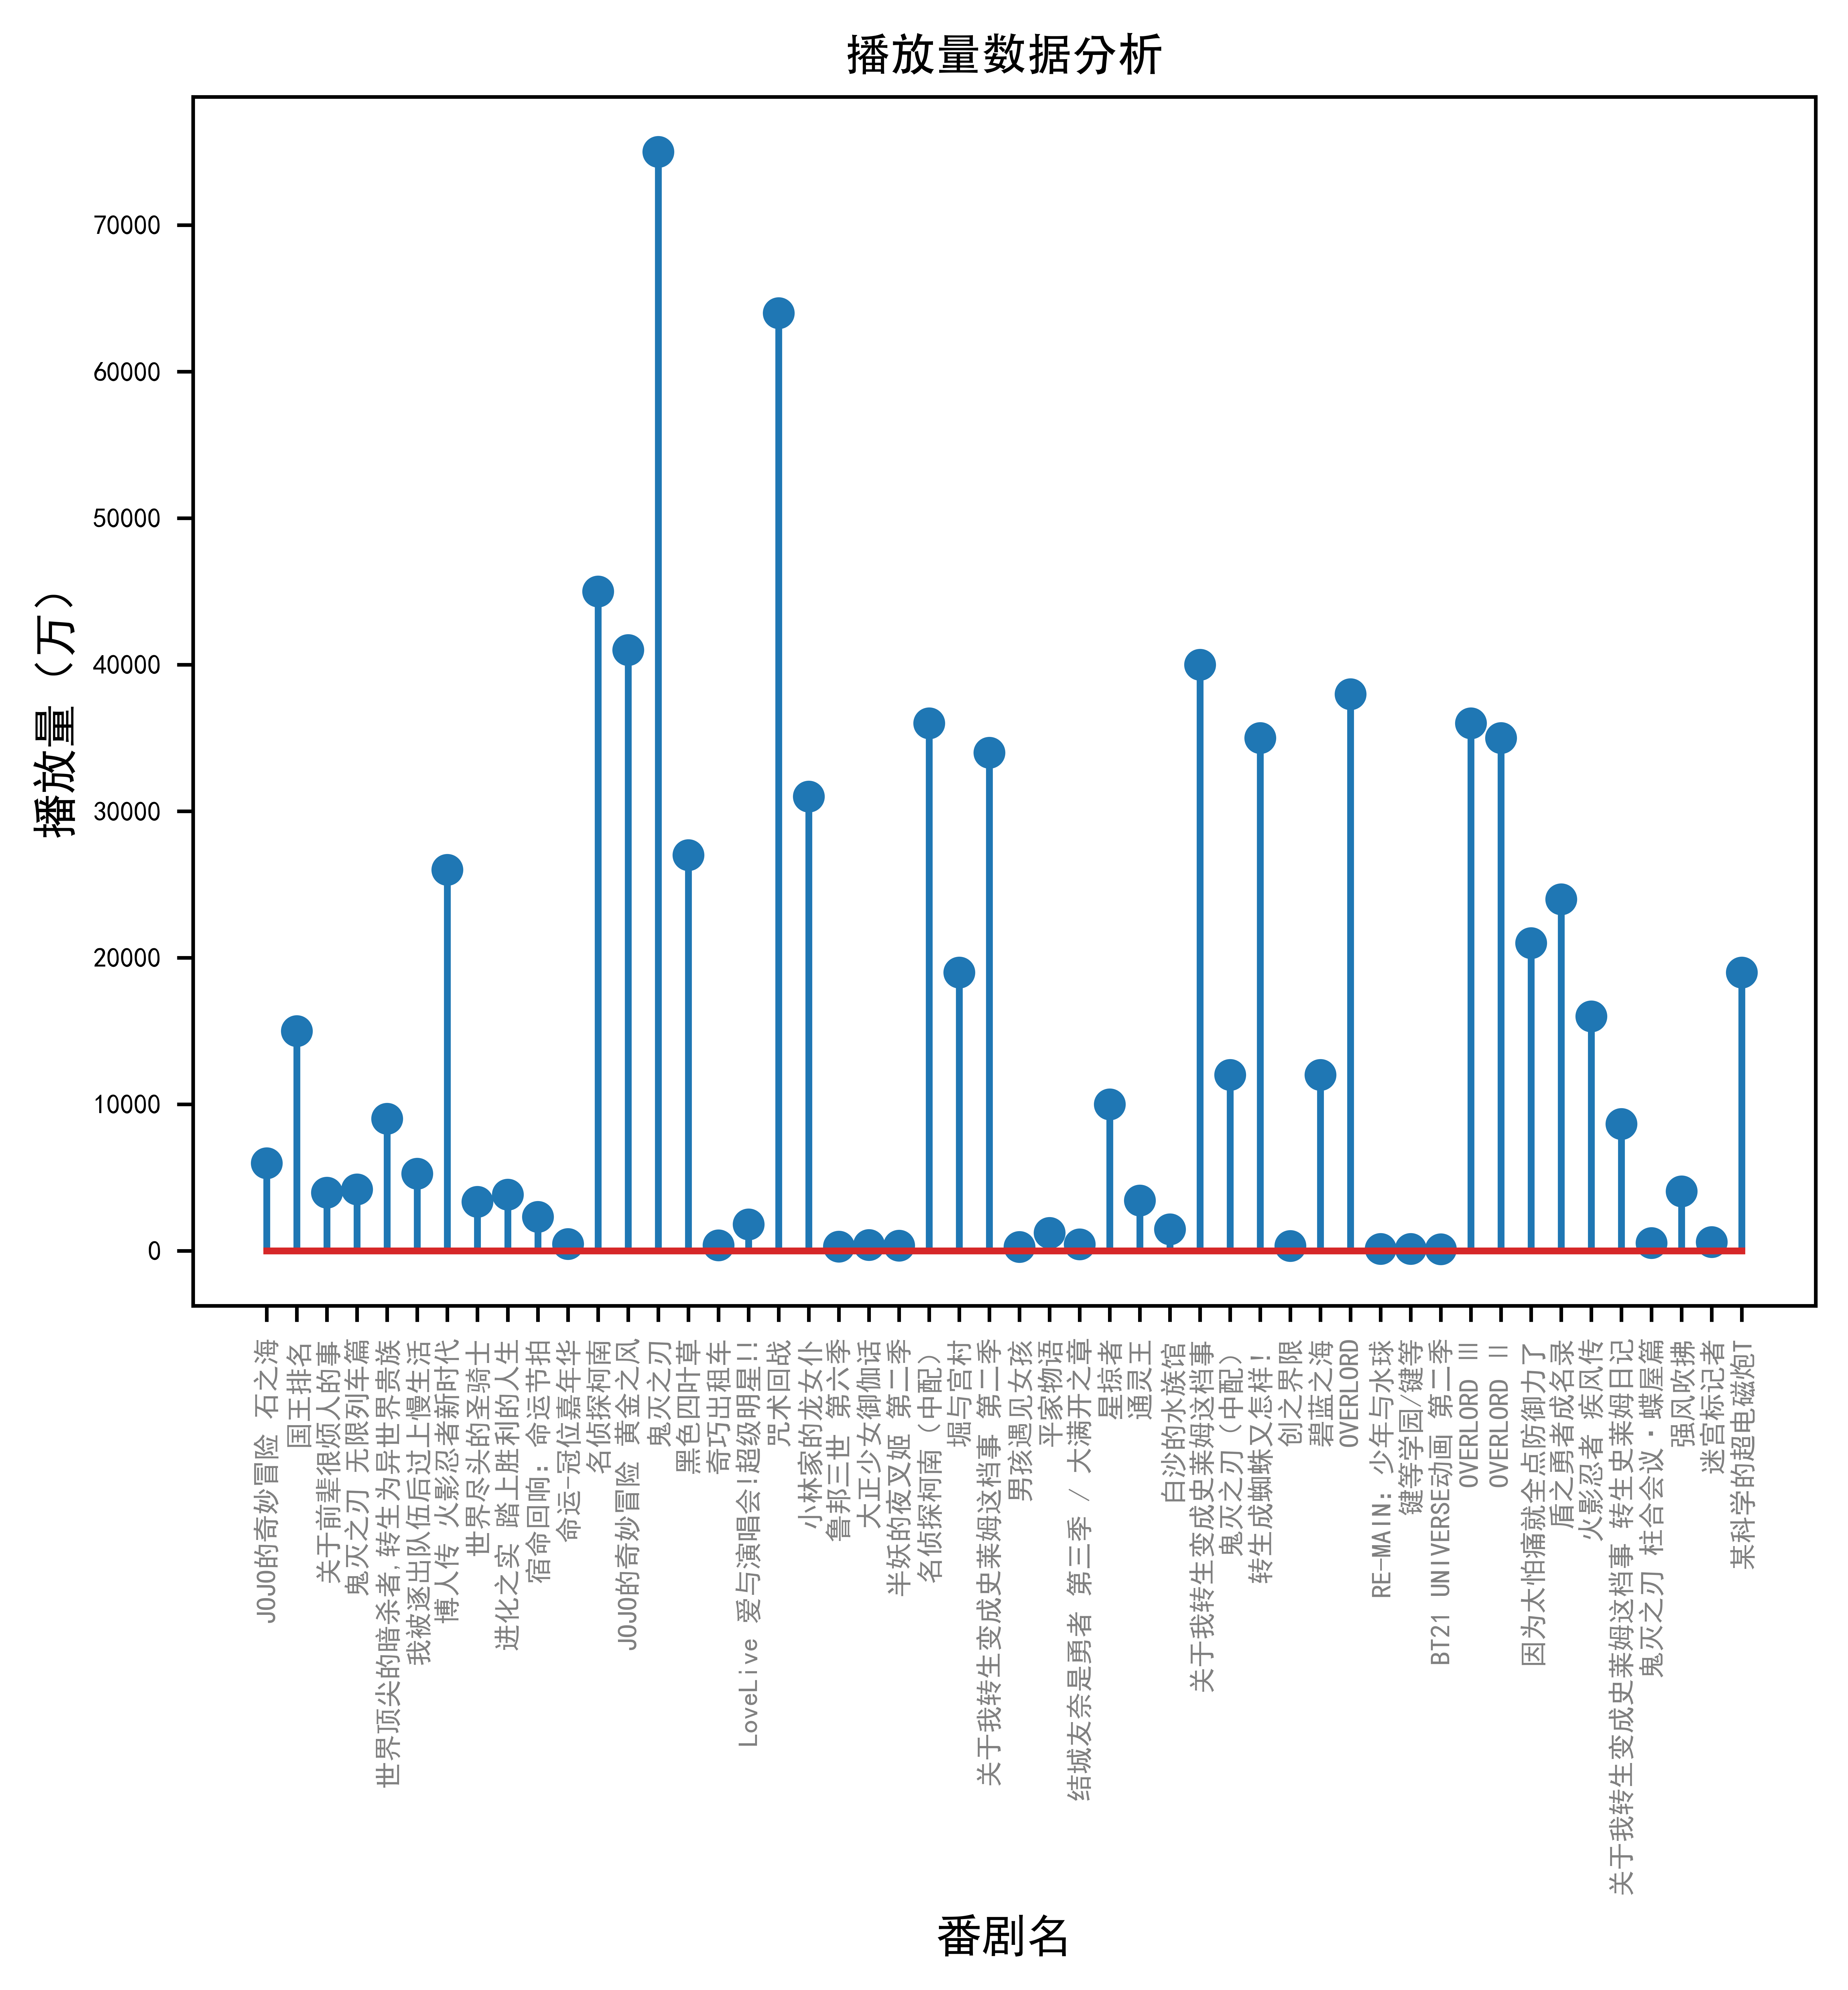 播放量数据分析
播放量（万）
70000
60000
50000
40000
30000
20000
10000
0
JOJO的奇妙冒险 石之海
国王排名
关于前辈很烦人的事
鬼灭之刃 无限列车篇
世界顶尖的暗杀者,转生为异世界贵族
我被逐出队伍后过上慢生活
博人传 火影忍者新时代
世界尽头的圣骑士
进化之实 踏上胜利的人生
宿命回响：命运节拍
命运-冠位嘉年华
名侦探柯南
JOJO的奇妙冒险 黄金之风
鬼灭之刃
黑色四叶草
奇巧出租车
LoveLive 爱与演唱会!超级明星!!
咒术回战
小林家的龙女仆
鲁邦三世 第六季
大正少女御伽话
半妖的夜叉姬 第二季
名侦探柯南（中配）
堀与宫村
关于我转生变成史莱姆这档事 第二季
男孩遇见女孩
平家物语
结城友奈是勇者 第三季 / 大满开之章
星掠者
通灵王
白沙的水族馆
关于我转生变成史莱姆这档事
鬼灭之刃（中配）
转生成蜘蛛又怎样!
创之界限
碧蓝之海
OVERLORD
RE-MAIN：少年与水球
健等学园/键等
BT21 UNIVERSE动画 第二季
OVERLORD Ⅲ
OVERLORD Ⅱ
因为太怕痛就全点防御力了
盾之勇者成名录
火影忍者 疾风传
关于我转生变成史莱姆这档事 转生史莱姆日记
鬼灭之刃 柱合会议·蝶屋篇
强风吹拂
迷宫标记者
某科学的超电磁炮T
番剧名